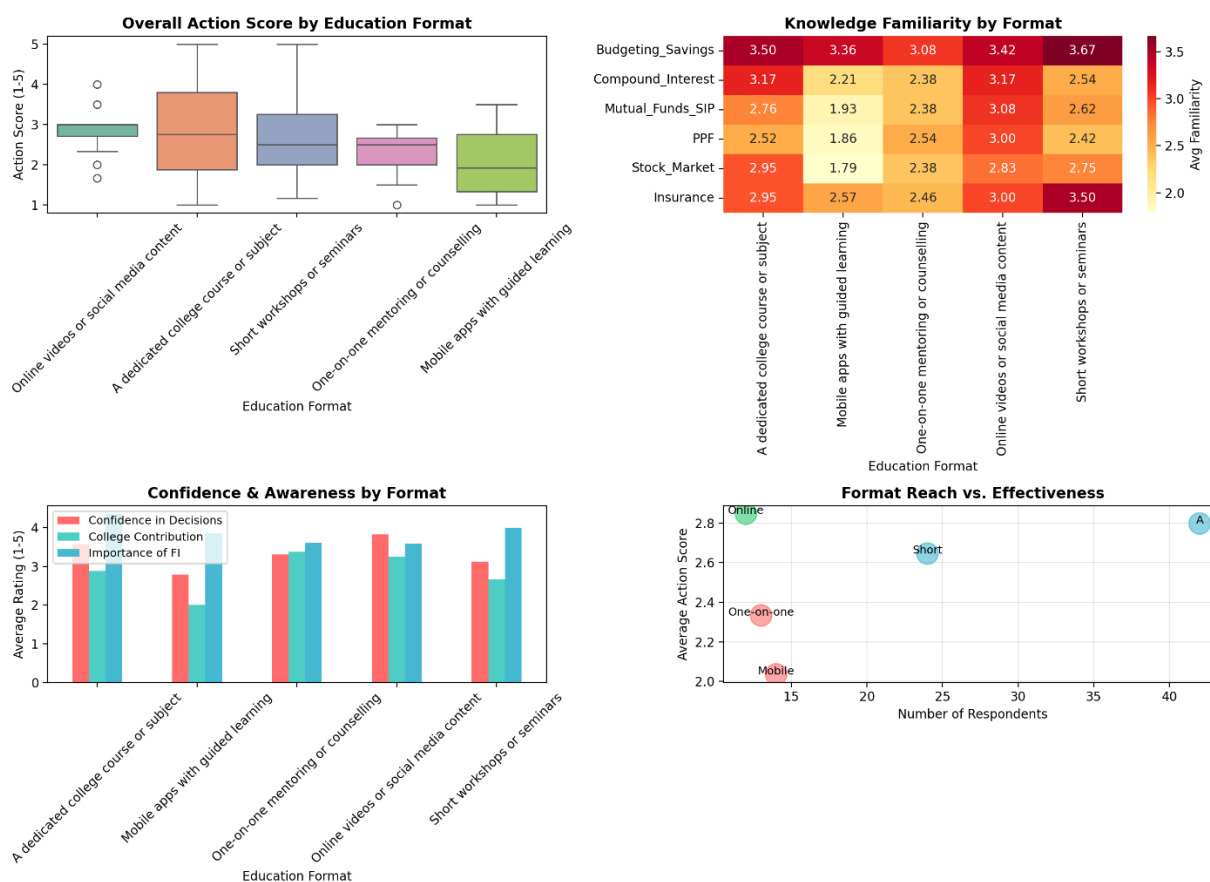 Overall Action Score by Education Format
Action Score (1-5)
5
4
3
2
1
Online videos or social media content
A dedicated college course or subject
Short workshops or seminars
One-on-one mentoring or counselling
Mobile apps with guided learning
Education Format
Knowledge Familiarity by Format
Budgeting_Savings 3.50 3.36 3.08 3.42 3.67
Compound_Interest 3.17 2.21 2.38 3.17 2.54
Mutual_Funds_SIP 2.76 1.93 2.38 3.08 2.62
PPF 2.52 1.86 2.54 3.00 2.42
Stock_Market 2.95 1.79 2.38 2.83 2.75
Insurance 2.95 2.57 2.46 3.00 3.50
A dedicated college course or subject
Mobile apps with guided learning
One-on-one mentoring or counselling
Online videos or social media content
Short workshops or seminars
Education Format
3.5
3.0
2.5
2.0
Avg Familiarity
Confidence & Awareness by Format
Confidence in Decisions
College Contribution
Importance of FI
Average Rating (1-5)
4
3
2
1
0
A dedicated college course or subject
Mobile apps with guided learning
One-on-one mentoring or counselling
Online videos or social media content
Short workshops or seminars
Education Format
Format Reach vs. Effectiveness
Average Action Score
2.8
2.6
2.4
2.2
2.0
Online
A
Short
One-on-one
Mobile
15 20 25 30 35 40
Number of Respondents